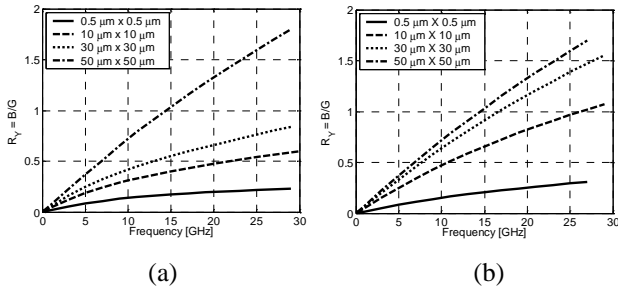 2
1.5
1
0.5
0
R_Y = B/G
0 5 10 15 20 25 30
Frequency [GHz]
0.5 μm x 0.5 μm
10 μm x 10 μm
30 μm x 30 μm
50 μm x 50 μm
(a)
2
1.5
1
0.5
0
R_Y = B/G
0 5 10 15 20 25 30
Frequency [GHz]
0.5 μm X 0.5 μm
10 μm X 10 μm
30 μm X 30 μm
50 μm X 50 μm
(b)